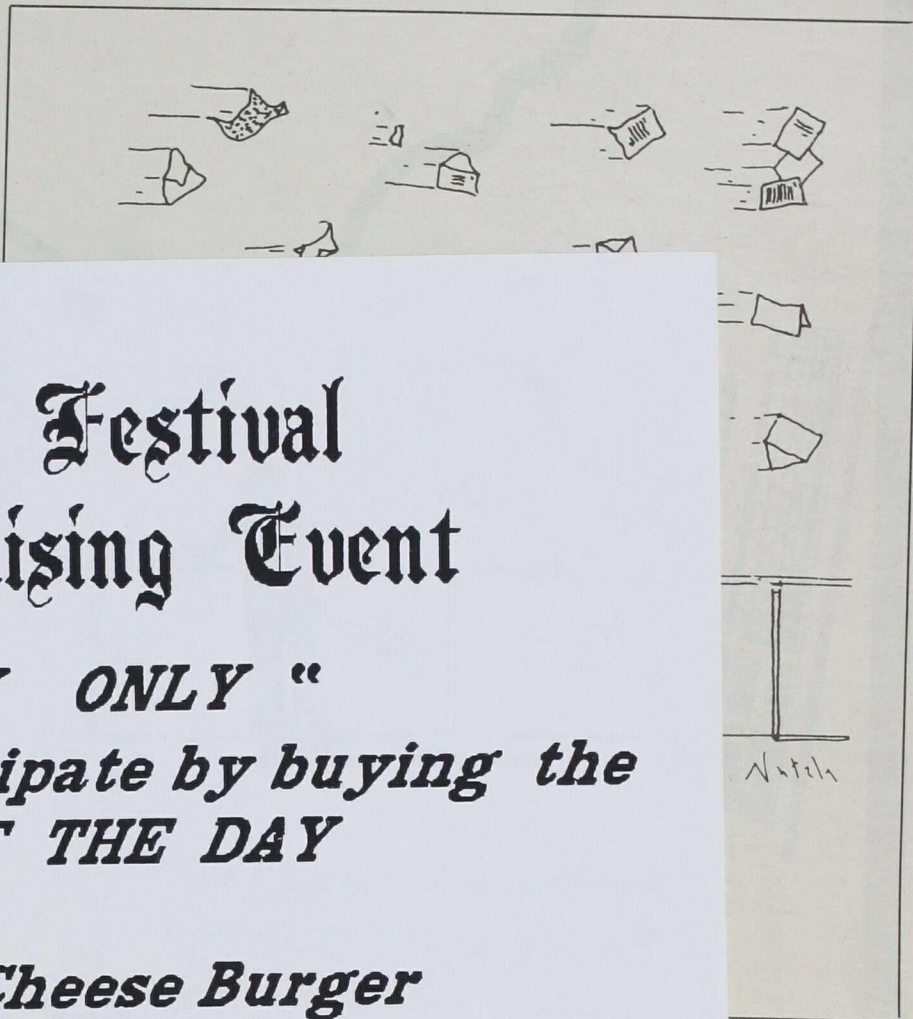 Festival
ising Event
ONLY “
ipate by buying the
THE DAY
Cheese Burger